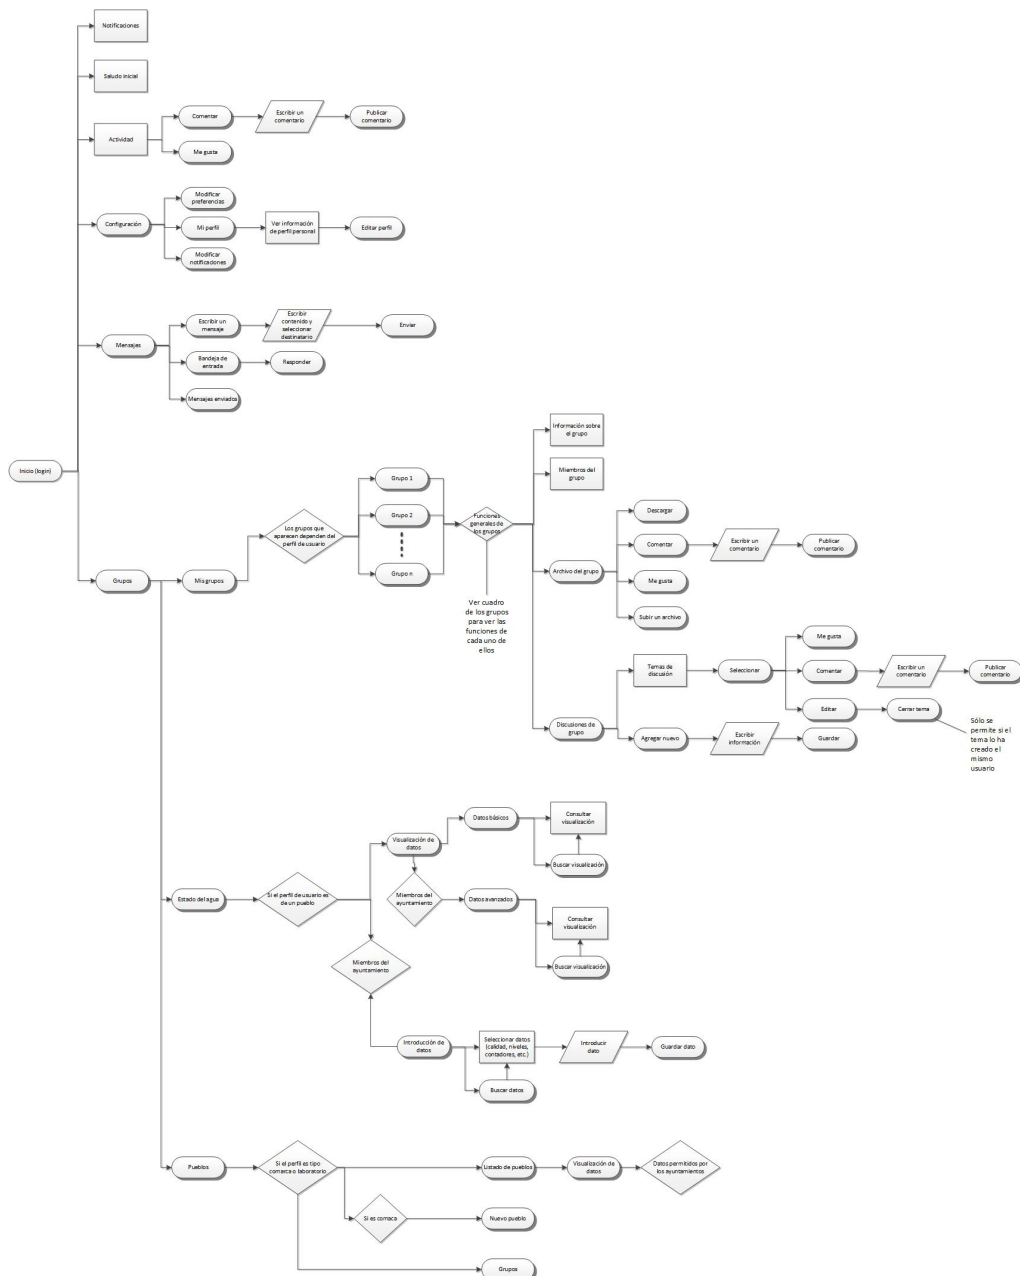 Notificaciones
Saludo inicial
Actividad
Comentar
Me gusta
Escribir un
comentario
Publicar
comentario
Configuración
Modificar
preferencias
Mi perfil
Modificar
notificaciones
Ver información
de perfil personal
Editar perfil
Mensajes
Escribir un
mensaje
Escribir
contenido y
seleccionar
destinatario
Enviar
Bandeja de
entrada
Responder
Mensajes enviados
Inicio (login)
Grupos
Mis grupos
Los grupos que
aparecen dependen del
perfil de usuario
Grupo 1
Grupo 2
Grupo n
Funciones
generales de
los grupos
Ver cuadro
de los grupos
para ver las
funciones de
cada uno de
ellos
Información sobre
el grupo
Miembros del
grupo
Archivo del grupo
Descargar
Comentar
Escribir un
comentario
Publicar
comentario
Me gusta
Subir un archivo
Discusiones de
grupo
Temas de
discusión
Seleccionar
Me gusta
Comentar
Escribir un
comentario
Publicar
comentario
Editar
Cerrar tema
Sólo se
permite si el
tema lo ha
creado el
mismo
usuario
Agregar nuevo
Escribir
información
Guardar
Estado del agua
Si el perfil de usuario es
de un pueblo
Visualización de
datos
Datos básicos
Consultar
visualización
Buscar visualización
Miembros del
ayuntamiento
Datos avanzados
Consultar
visualización
Buscar visualización
Miembros del
ayuntamiento
Introducción de
datos
Seleccionar datos
(calidad, niveles,
contadores, etc.)
Introducir
dato
Guardar dato
Buscar datos
Pueblos
Si el perfil es tipo
comarca o laboratorio
Listado de pueblos
Visualización de
datos
Datos permitidos por
los ayuntamientos
Si es comaca
Nuevo pueblo
Grupos